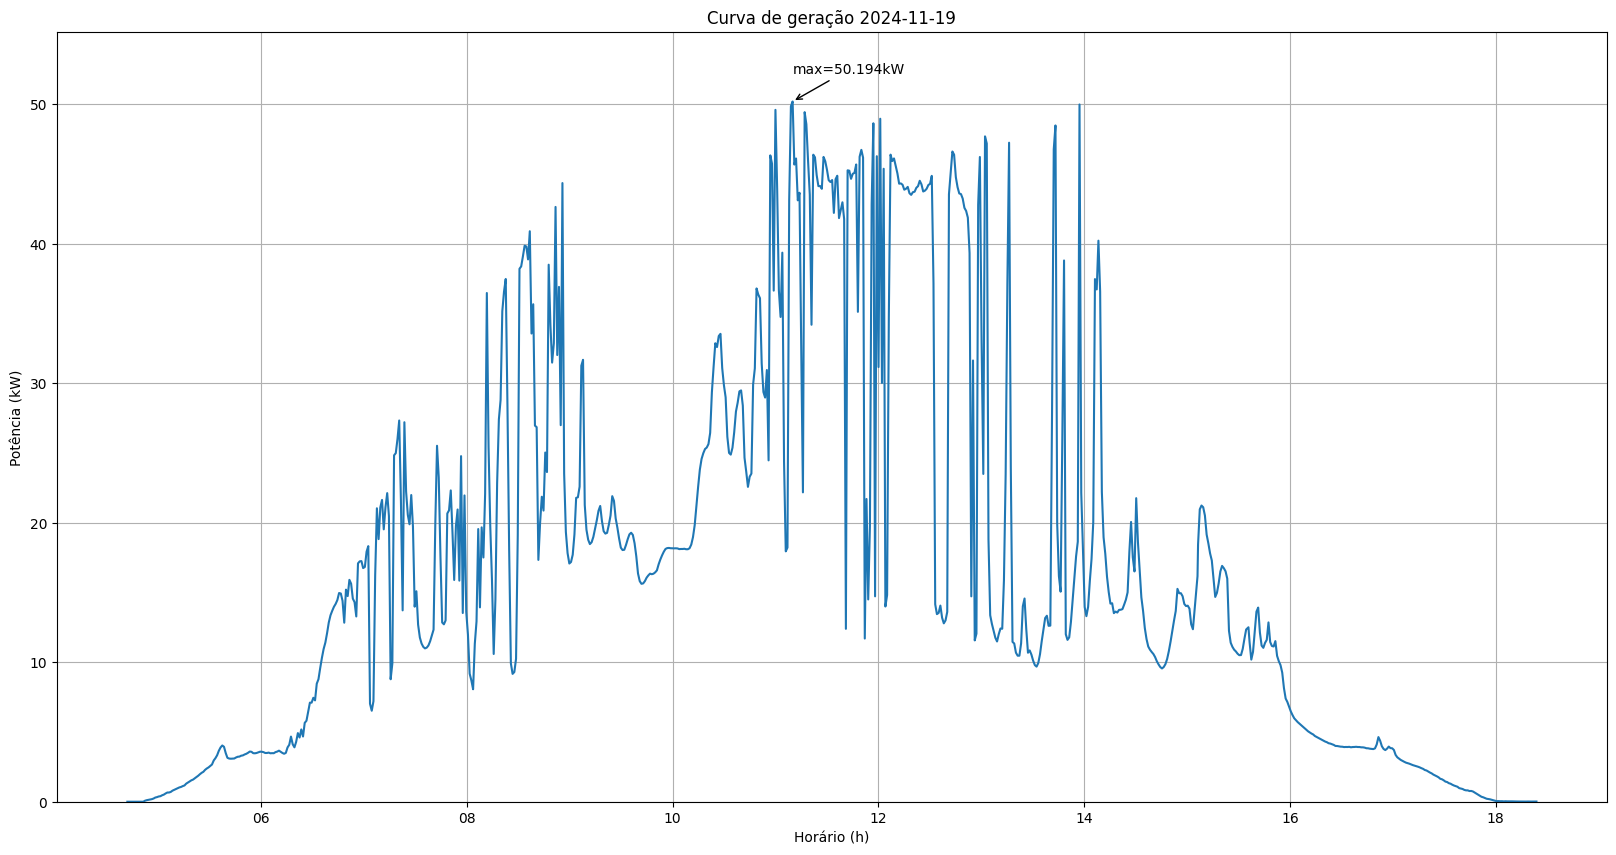 Curva de geração 2024-11-19
max=50.194kW
50
40
30
20
10
0
Potência (kW)
06 08 10 12 14 16 18
Horário (h)